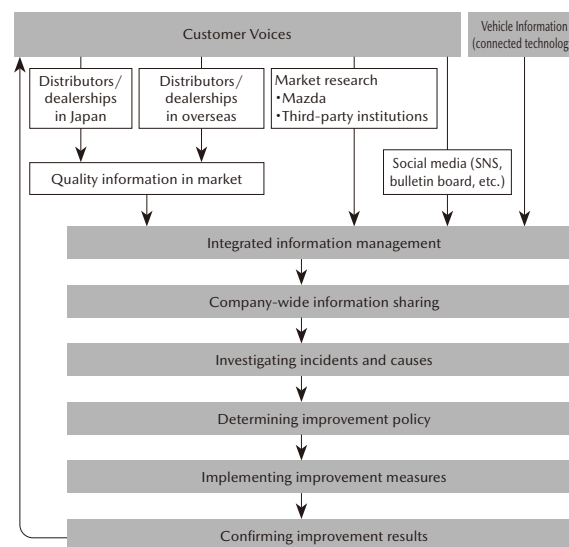 Customer Voices
Vehicle Information
(connected technolog
Distributors/
dealerships
in Japan
Distributors/
dealerships
in overseas
Market research
•Mazda
•Third-party institutions
Social media (SNS,
bulletin board, etc.)
Quality information in market
Integrated information management
Company-wide information sharing
Investigating incidents and causes
Determining improvement policy
Implementing improvement measures
Confirming improvement results